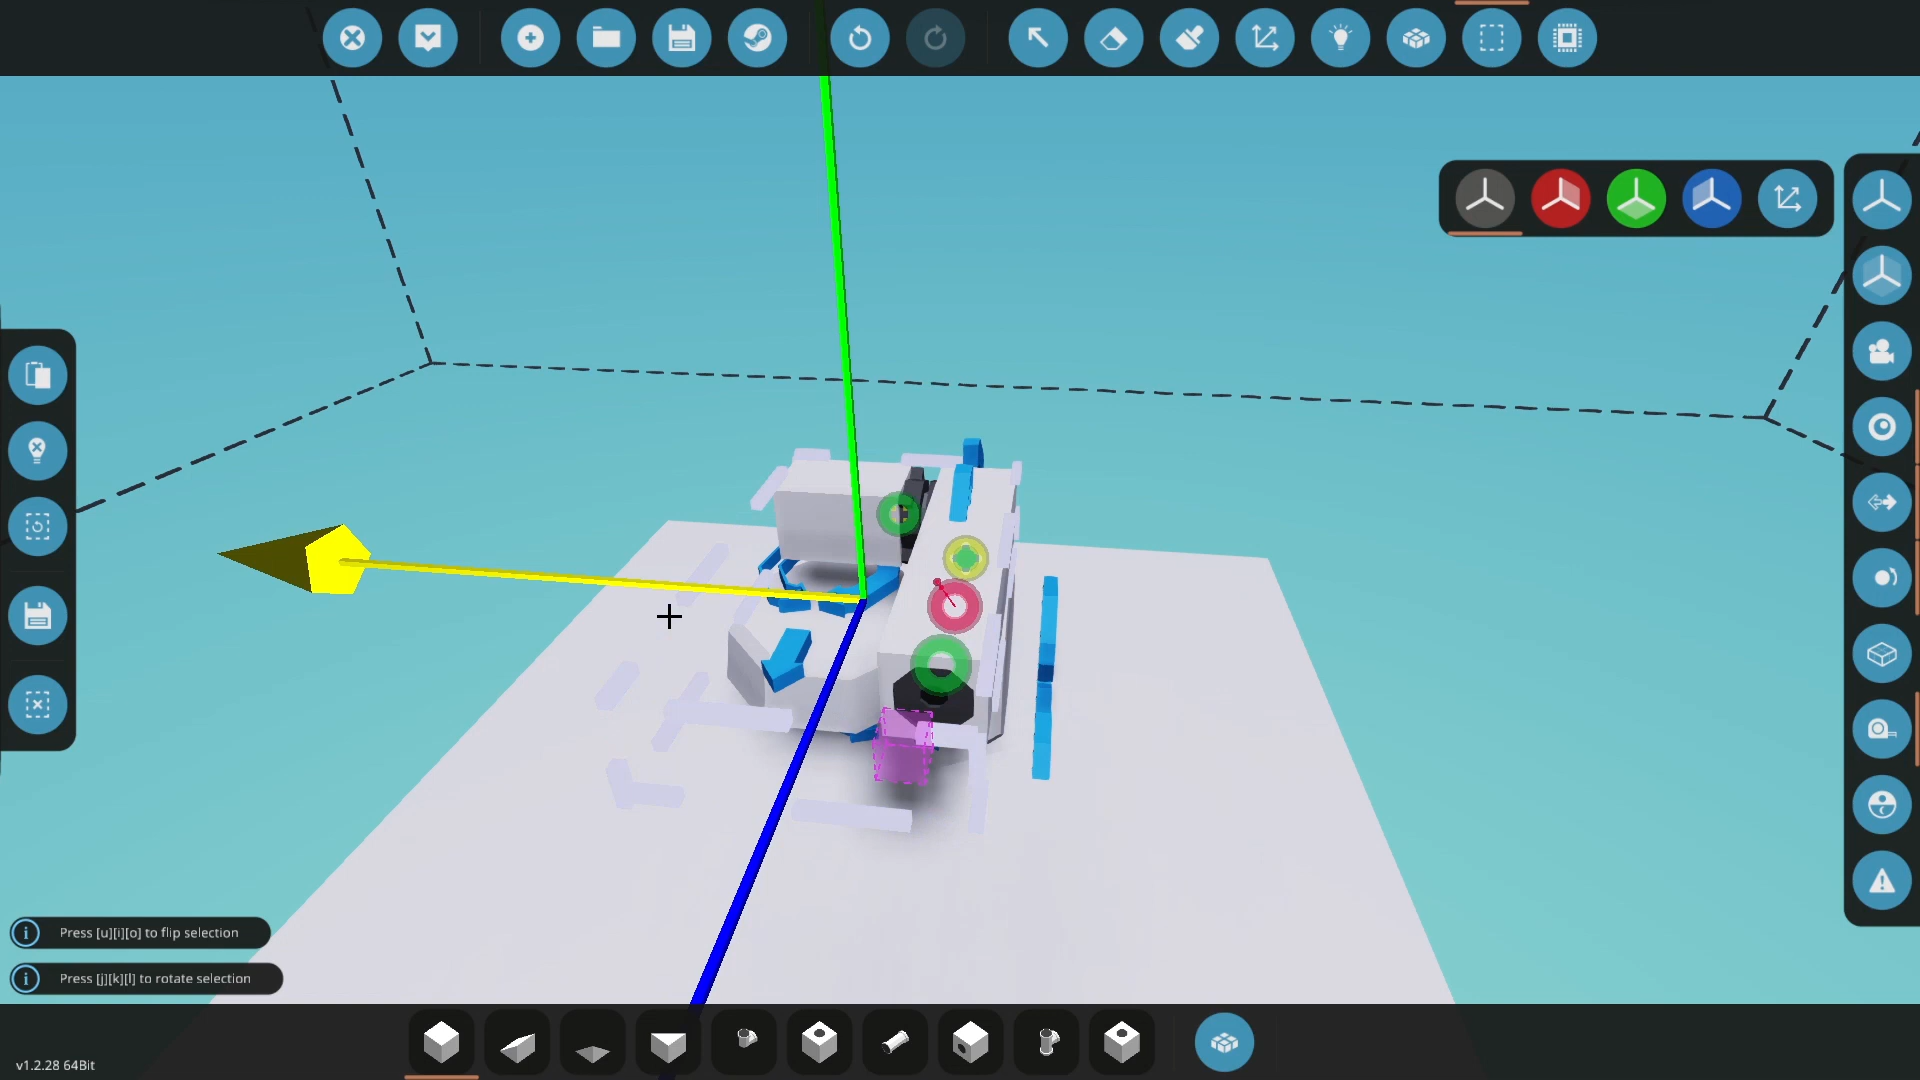 Press [u][i][o] to flip selection
Press [j][k][l] to rotate selection
v1.2.28 64Bit